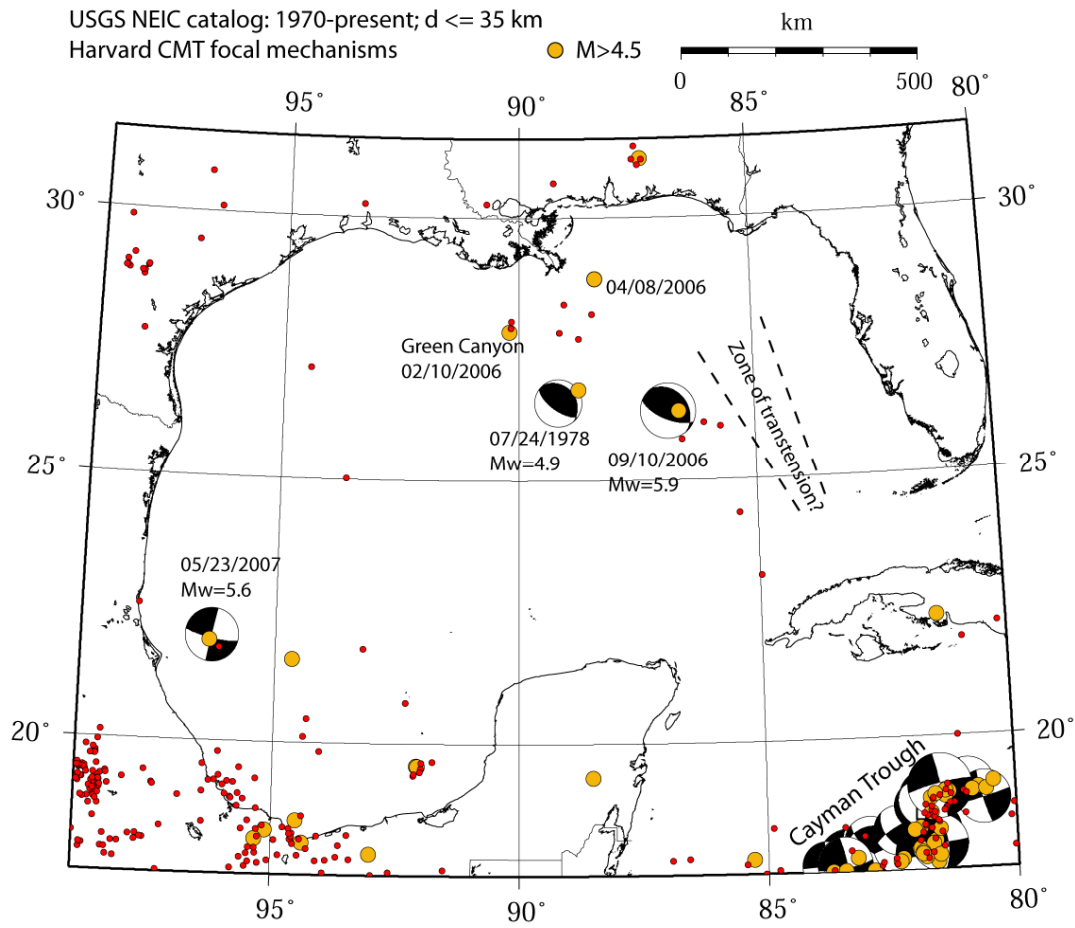 USGS NEIC catalog: 1970-present; d <= 35 km
Harvard CMT focal mechanisms
M>4.5
km
0
500
95°
90°
85°
80°
30°
30°
04/08/2006
Green Canyon
02/10/2006
Zone of transtension?
07/24/1978
Mw=4.9
09/10/2006
Mw=5.9
25°
25°
05/23/2007
Mw=5.6
20°
20°
Cayman Trough
95°
90°
85°
80°